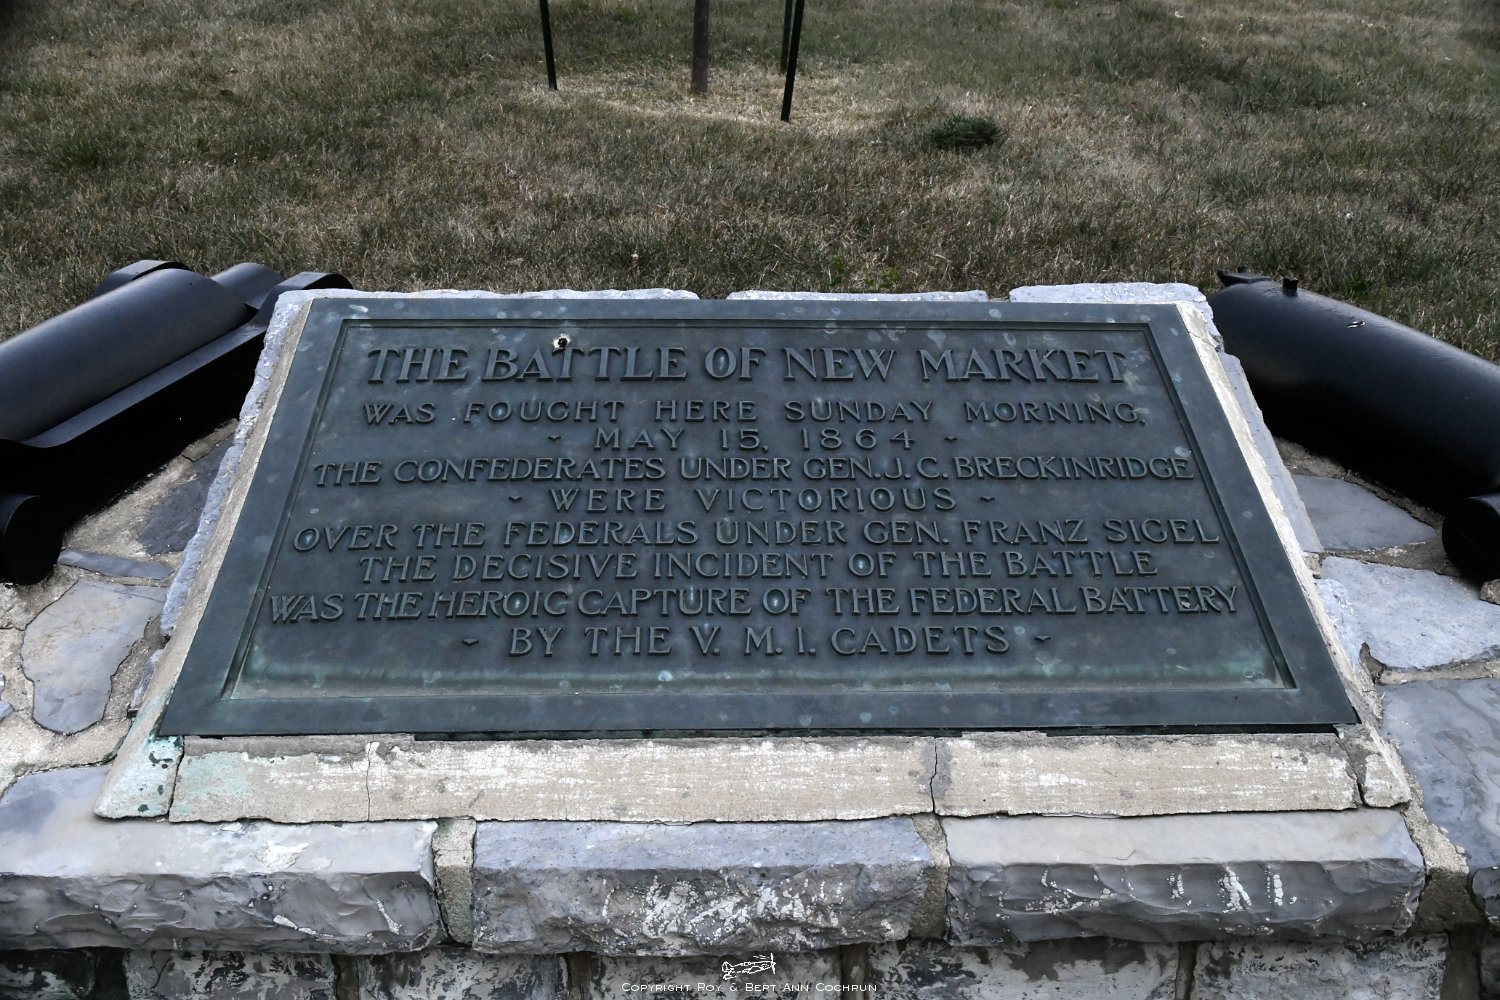 THE BATTLE OF NEW MARKET
WAS FOUGHT HERE SUNDAY MORNING,
~ MAY 15, 1864 ~
THE CONFEDERATES UNDER GEN. J. C. BRECKINRIDGE
~ WERE VICTORIOUS ~
OVER THE FEDERALS UNDER GEN. FRANZ SIGEL
THE DECISIVE INCIDENT OF THE BATTLE
WAS THE HEROIC CAPTURE OF THE FEDERAL BATTERY
~ BY THE V. M. I. CADETS ~
COPYRIGHT ROY & BERT ANN COCHRUN